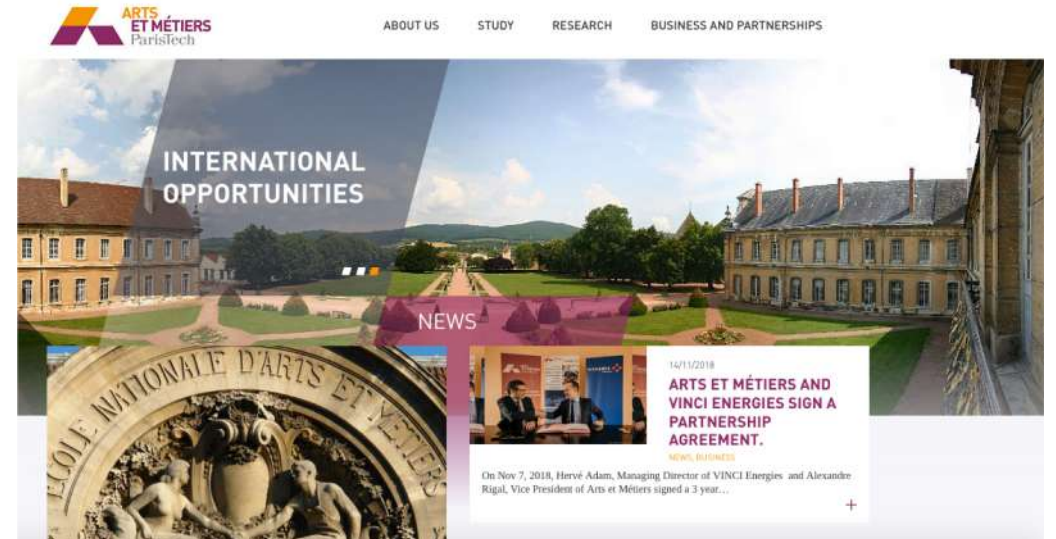 ARTS
ET MÉTIERS
ParisTech
ABOUT US
STUDY
RESEARCH
BUSINESS AND PARTNERSHIPS
INTERNATIONAL
OPPORTUNITIES
NEWS
ECOLE NATIONALE D'ARTS ET METIERS
14/11/2018
ARTS ET MÉTIERS AND
VINCI ENERGIES SIGN A
PARTNERSHIP
AGREEMENT.
NEWS, BUSINESS
On Nov 7, 2018, Hervé Adam, Managing Director of VINCI Energies and Alexandre
Rigal, Vice President of Arts et Métiers signed a 3 year…
+